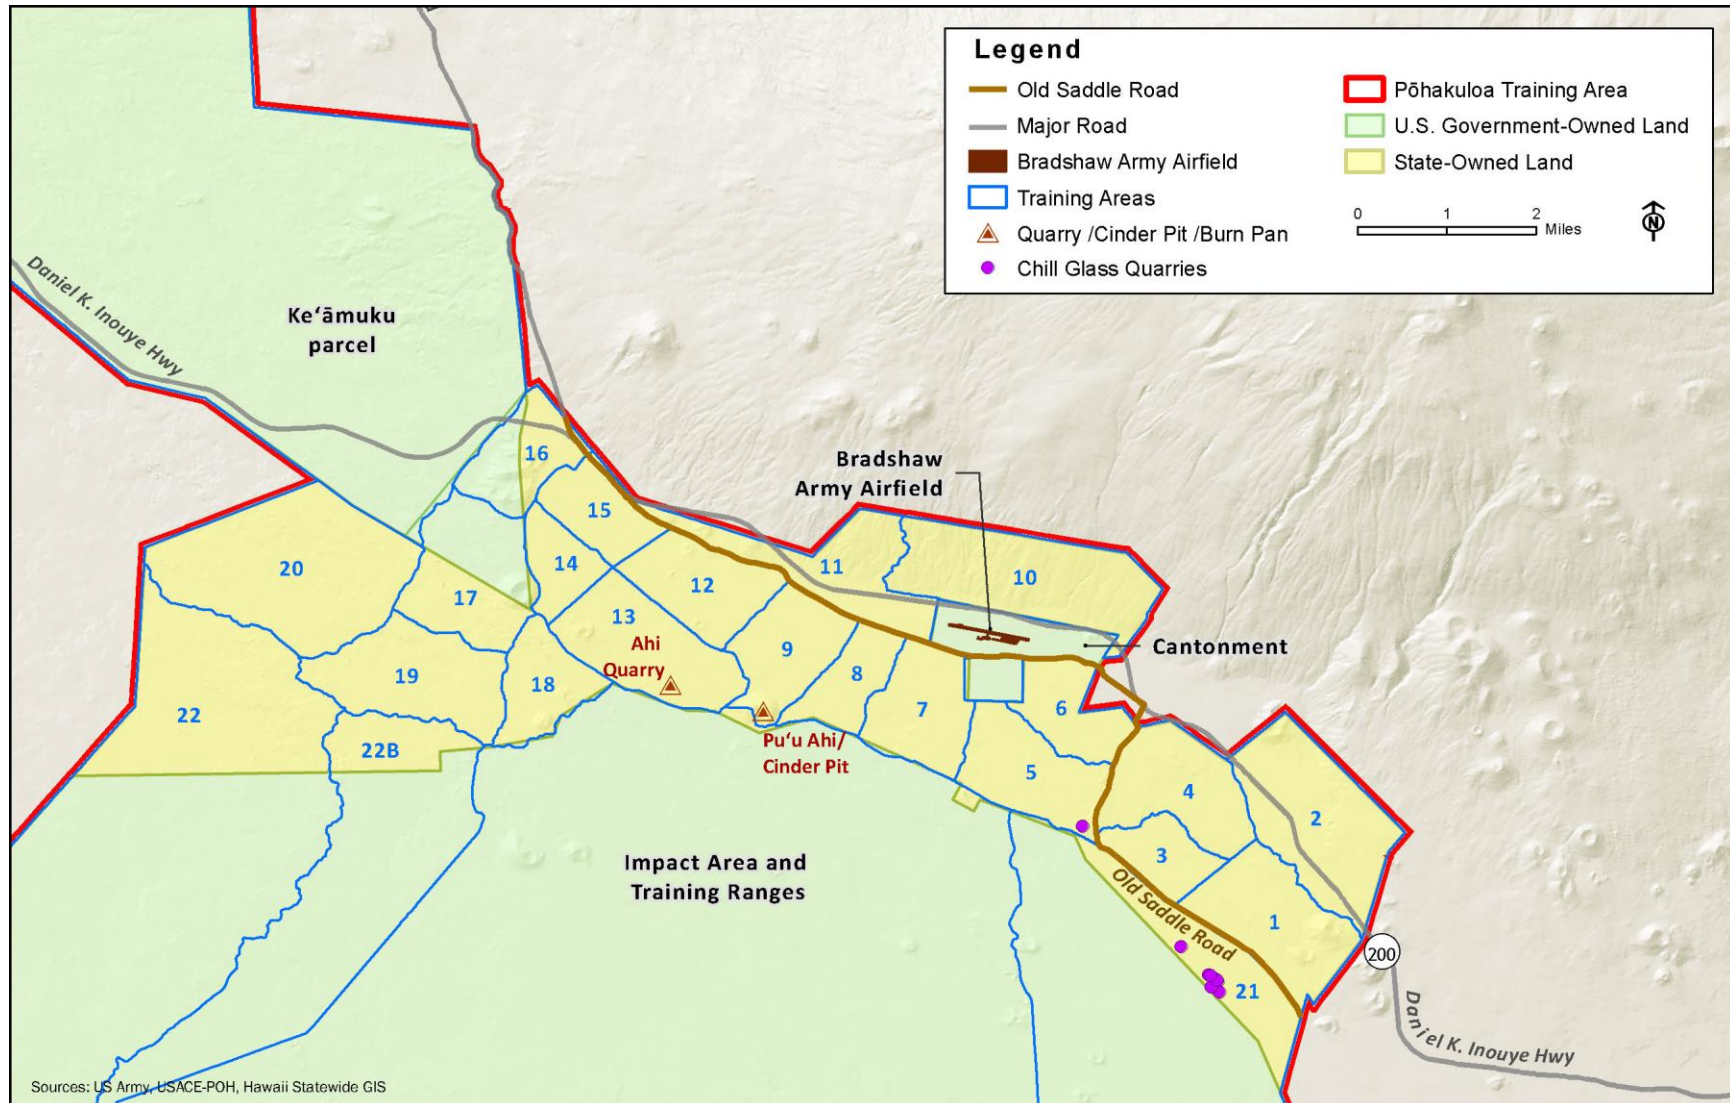 Legend
Old Saddle Road
Major Road
Bradshaw Army Airfield
Training Areas
Quarry /Cinder Pit /Burn Pan
Chill Glass Quarries
Pōhakuloa Training Area
U.S. Government-Owned Land
State-Owned Land
0 1 2
Miles
N
Daniel K. Inouye Hwy
Keʻāmuku
parcel
Bradshaw
Army Airfield
16
15
11
10
20
14
12
17
13
Cantonment
Ahi
Quarry
9
8
19
18
7
6
22
22B
Puʻu Ahi/
Cinder Pit
5
4
2
3
Impact Area and
Training Ranges
Old Saddle Road
1
200
21
Daniel K. Inouye Hwy
Sources: US Army, USACE-POH, Hawaii Statewide GIS